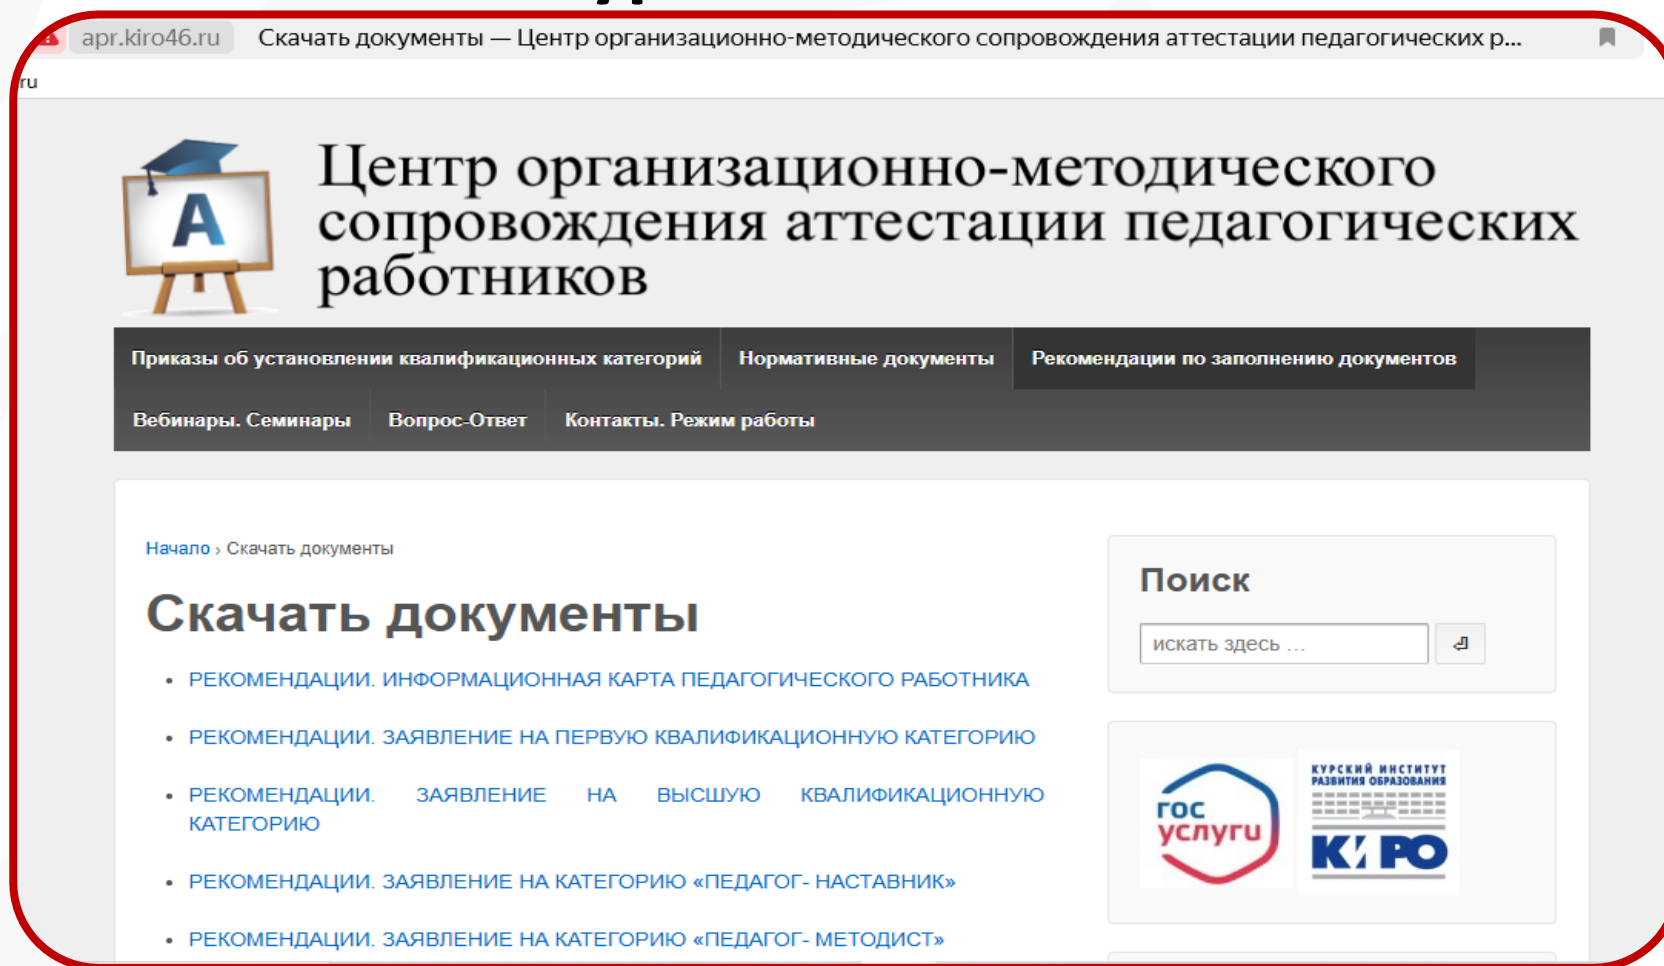 apr.kiro46.ru Скачать документы — Центр организационно-методического сопровождения аттестации педагогических р...
ru
A
Центр организационно-методического
сопровождения аттестации педагогических
работников
Приказы об установлении квалификационных категорий Нормативные документы Рекомендации по заполнению документов
Вебинары. Семинары Вопрос-Ответ Контакты. Режим работы
Начало › Скачать документы
Скачать документы
• РЕКОМЕНДАЦИИ. ИНФОРМАЦИОННАЯ КАРТА ПЕДАГОГИЧЕСКОГО РАБОТНИКА
• РЕКОМЕНДАЦИИ. ЗАЯВЛЕНИЕ НА ПЕРВУЮ КВАЛИФИКАЦИОННУЮ КАТЕГОРИЮ
• РЕКОМЕНДАЦИИ. ЗАЯВЛЕНИЕ НА ВЫСШУЮ КВАЛИФИКАЦИОННУЮ
КАТЕГОРИЮ
• РЕКОМЕНДАЦИИ. ЗАЯВЛЕНИЕ НА КАТЕГОРИЮ «ПЕДАГОГ- НАСТАВНИК»
• РЕКОМЕНДАЦИИ. ЗАЯВЛЕНИЕ НА КАТЕГОРИЮ «ПЕДАГОГ- МЕТОДИСТ»
Поиск
искать здесь ...
гос
услуги
КУРСКИЙ ИНСТИТУТ
РАЗВИТИЯ ОБРАЗОВАНИЯ
КИРО